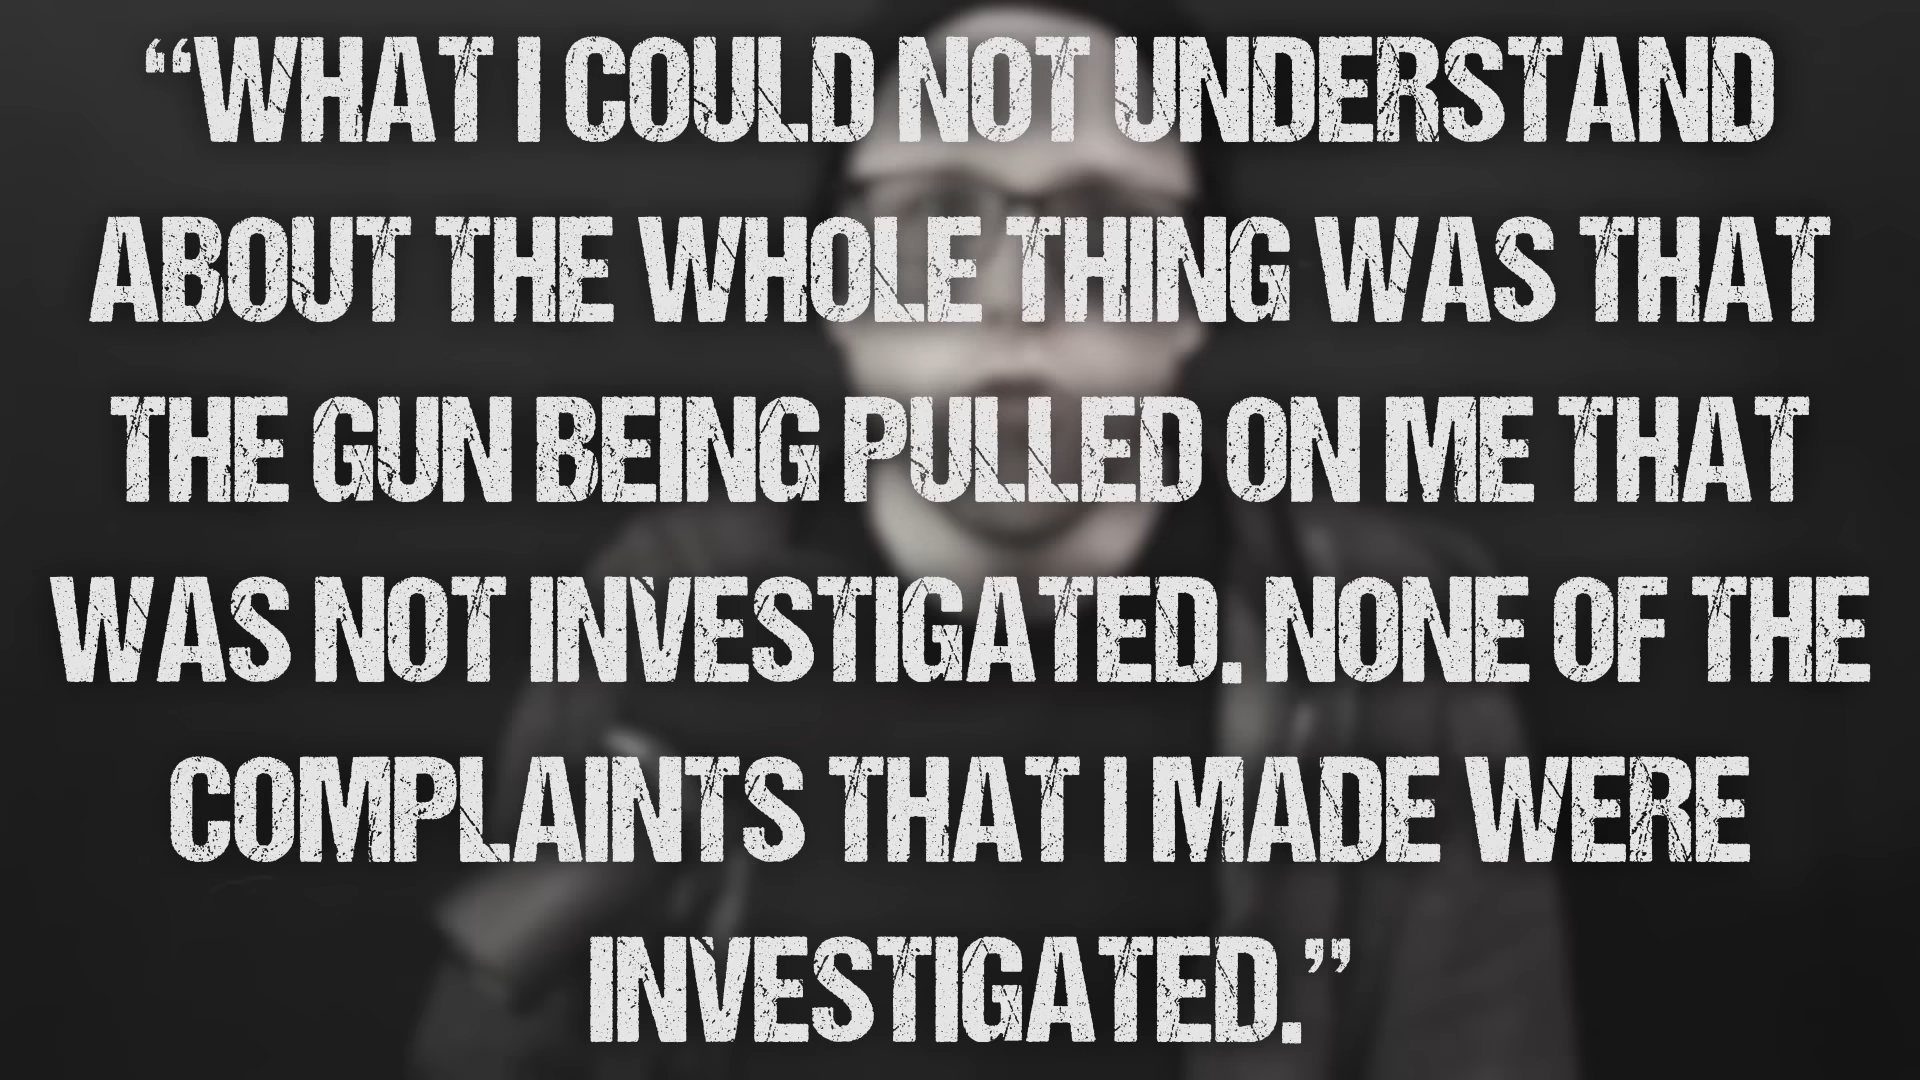 “WHAT I COULD NOT UNDERSTAND
ABOUT THE WHOLE THING WAS THAT
THE GUN BEING PULLED ON ME THAT
WAS NOT INVESTIGATED. NONE OF THE
COMPLAINTS THAT I MADE WERE
INVESTIGATED.”